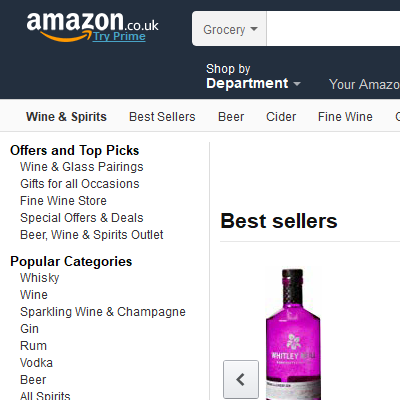 amazon.co.uk
Try Prime
Grocery
Shop by
Department
Your Amazo
Wine & Spirits
Best Sellers
Beer
Cider
Fine Wine
Offers and Top Picks
Wine & Glass Pairings
Gifts for all Occasions
Fine Wine Store
Special Offers & Deals
Beer, Wine & Spirits Outlet
Popular Categories
Whisky
Wine
Sparkling Wine & Champagne
Gin
Rum
Vodka
Beer
All Spirits
Best sellers
WHITLEY